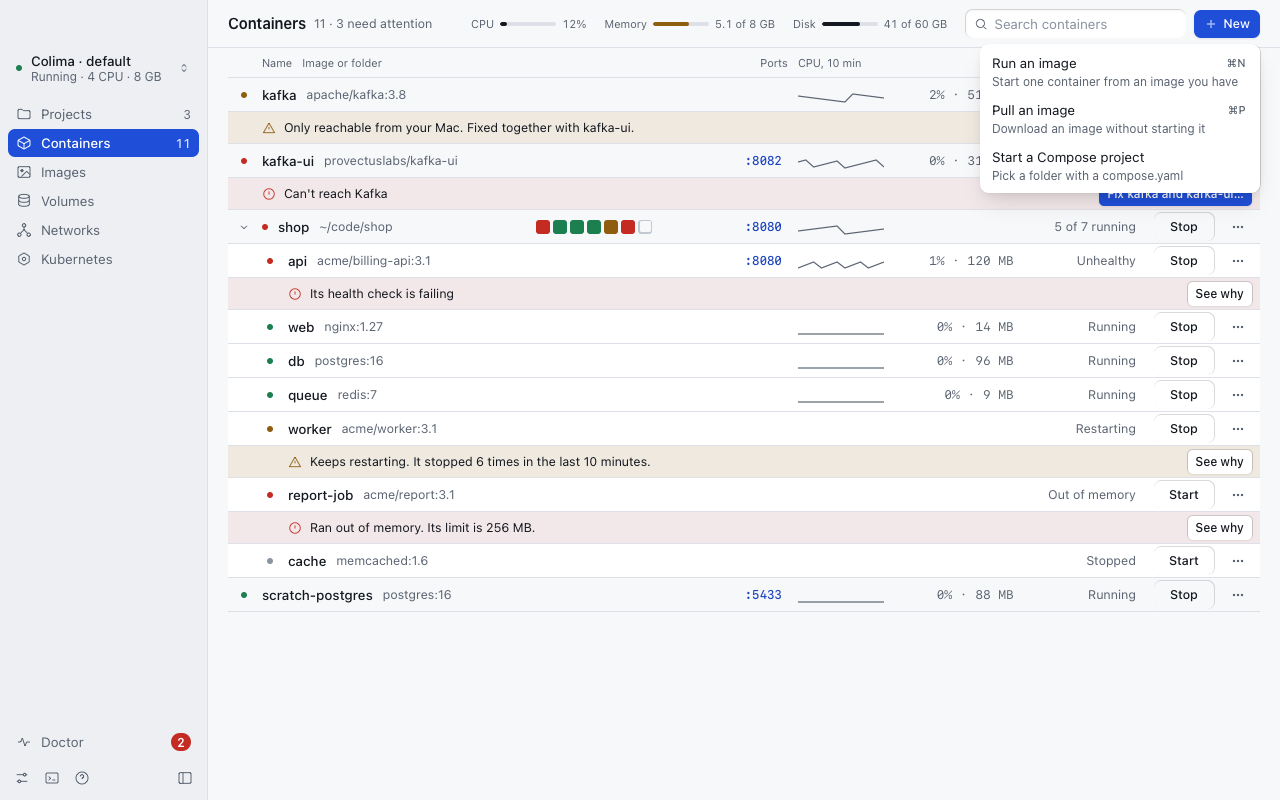 Containers 11 · 3 need attention CPU 12% Memory 5.1 of 8 GB Disk 41 of 60 GB Search containers + New
Colima · default
Running · 4 CPU · 8 GB
Projects 3
Containers 11
Images
Volumes
Networks
Kubernetes
Doctor 2
Name Image or folder Ports CPU, 10 min
kafka apache/kafka:3.8 2% · 51
Only reachable from your Mac. Fixed together with kafka-ui.
kafka-ui provectuslabs/kafka-ui :8082 0% · 31
Can't reach Kafka Fix kafka and kafka-ui...
shop ~/code/shop :8080 5 of 7 running Stop
api acme/billing-api:3.1 :8080 1% · 120 MB Unhealthy Stop
Its health check is failing See why
web nginx:1.27 0% · 14 MB Running Stop
db postgres:16 0% · 96 MB Running Stop
queue redis:7 0% · 9 MB Running Stop
worker acme/worker:3.1 Restarting Stop
Keeps restarting. It stopped 6 times in the last 10 minutes. See why
report-job acme/report:3.1 Out of memory Start
Ran out of memory. Its limit is 256 MB. See why
cache memcached:1.6 Stopped Start
scratch-postgres postgres:16 :5433 0% · 88 MB Running Stop
Run an image ⌘N
Start one container from an image you have
Pull an image ⌘P
Download an image without starting it
Start a Compose project
Pick a folder with a compose.yaml